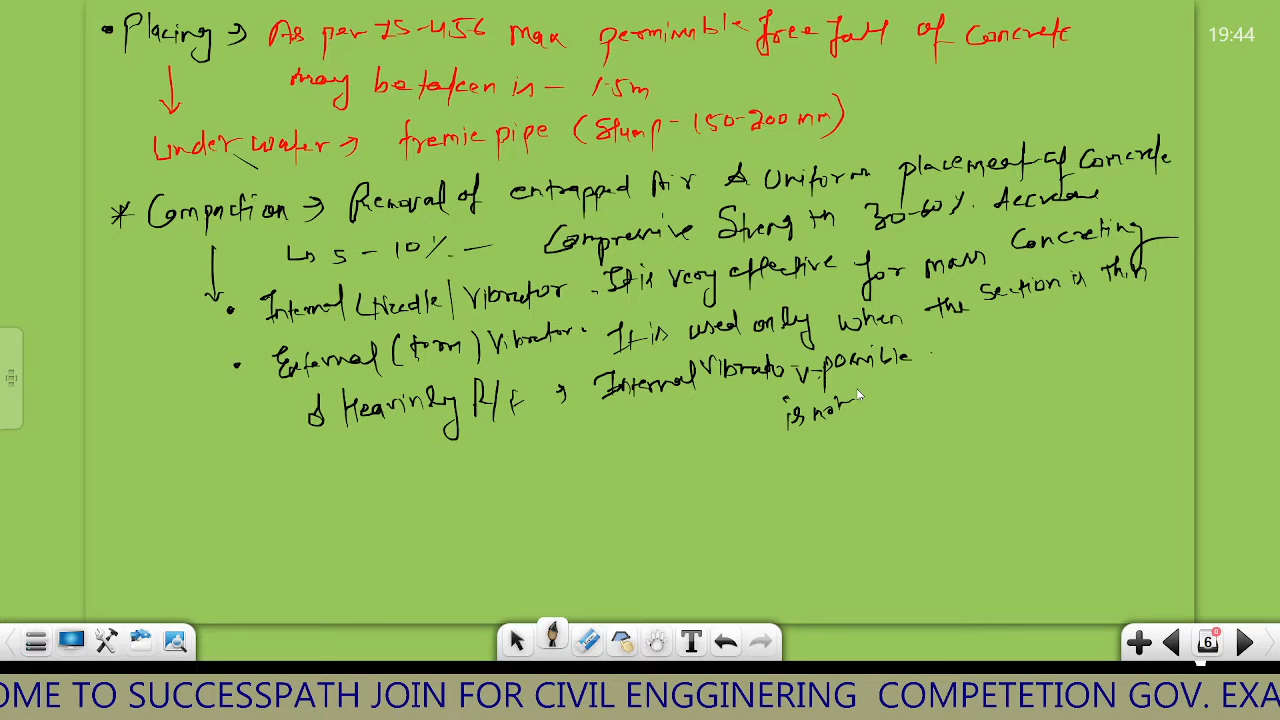 19:44
• Placing → As per IS-456 max permissible free fall of concrete
may be taken is - 1.5m
Under water → tremie pipe (Slump - 150-200 mm)
* Compaction → Removal of entrapped Air & Uniform placement of Concrete
↳ 5 - 10% - Compressive Strength 30-60% decrease
• Internal (Needle) Vibrator. It is very effective for mass Concreting
• External (form) Vibrator. It is used only when the section is thin
& Heavinly R/f, Internal Vibrato possible
is not
6
OME TO SUCCESSPATH JOIN FOR CIVIL ENGGINERING COMPETETION GOV. EXA